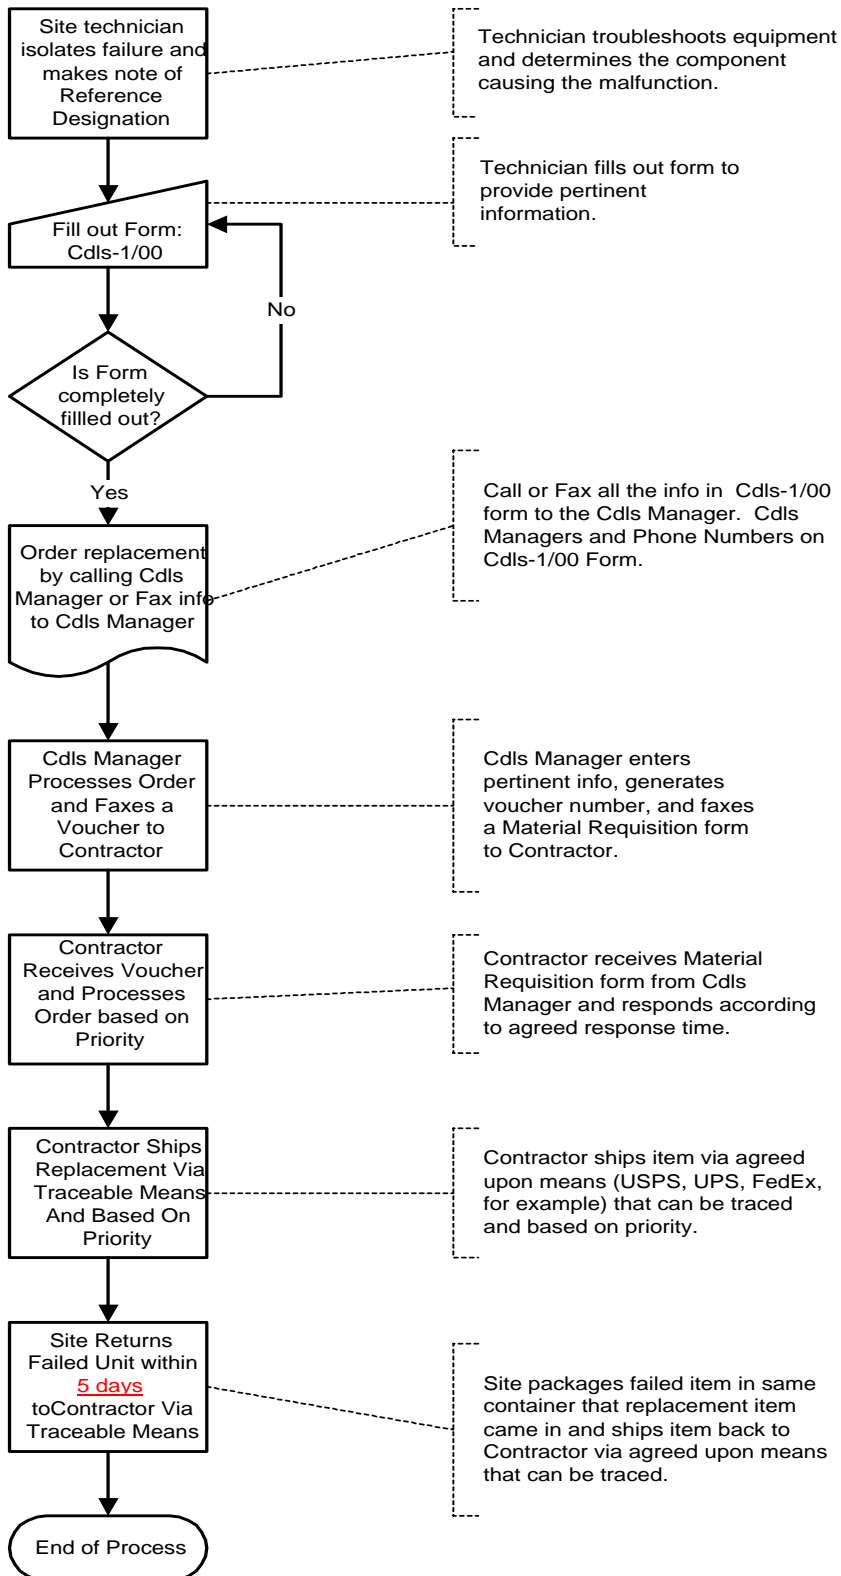 Site technician
isolates failure and
makes note of
Reference
Designation
Technician troubleshoots equipment
and determines the component
causing the malfunction.
Fill out Form:
Cdls-1/00
Technician fills out form to
provide pertinent
information.
No
Is Form
completely
fillled out?
Yes
Order replacement
by calling Cdls
Manager or Fax info
to Cdls Manager
Call or Fax all the info in  Cdls-1/00
form to the Cdls Manager.  Cdls
Managers and Phone Numbers on
Cdls-1/00 Form.
Cdls Manager
Processes Order
and Faxes a
Voucher to
Contractor
Cdls Manager enters
pertinent info, generates
voucher number, and faxes
a Material Requisition form
to Contractor.
Contractor
Receives Voucher
and Processes
Order based on
Priority
Contractor receives Material
Requisition form from Cdls
Manager and responds according
to agreed response time.
Contractor Ships
Replacement Via
Traceable Means
And Based On
Priority
Contractor ships item via agreed
upon means (USPS, UPS, FedEx,
for example) that can be traced
and based on priority.
Site Returns
Failed Unit within
5 days
toContractor Via
Traceable Means
Site packages failed item in same
container that replacement item
came in and ships item back to
Contractor via agreed upon means
that can be traced.
End of Process